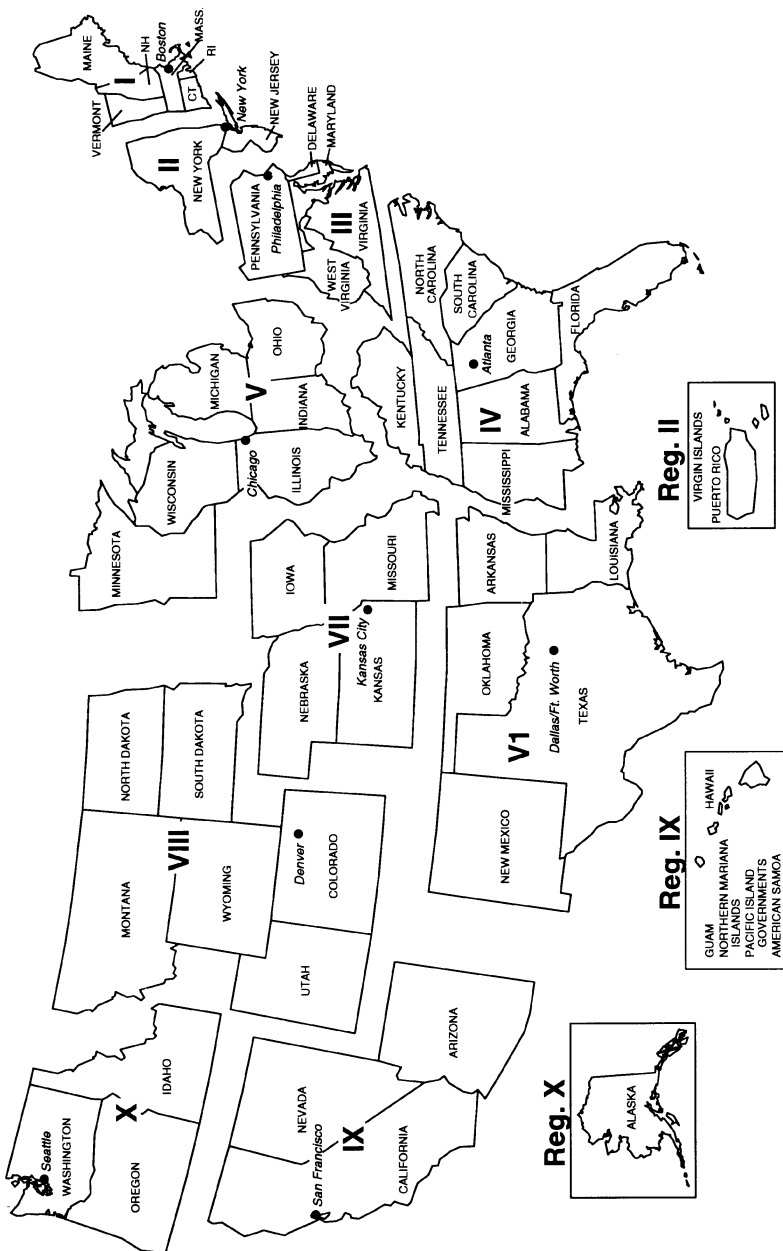 Seattle
WASHINGTON
OREGON
X
IDAHO
MONTANA
NORTH DAKOTA
SOUTH DAKOTA
VIII
WYOMING
UTAH
Denver
COLORADO
NEVADA
San Francisco
IX
CALIFORNIA
ARIZONA
NEBRASKA
IOWA
VII
Kansas City
KANSAS
MISSOURI
NEW MEXICO
OKLAHOMA
V1
Dallas/Ft. Worth
TEXAS
ARKANSAS
LOUISIANA
MINNESOTA
WISCONSIN
MICHIGAN
Chicago
V
ILLINOIS
INDIANA
OHIO
KENTUCKY
TENNESSEE
NORTH
CAROLINA
SOUTH
CAROLINA
Atlanta
IV
MISSISSIPPI
ALABAMA
GEORGIA
FLORIDA
PENNSYLVANIA
Philadelphia
WEST
VIRGINIA
III
VIRGINIA
DELAWARE
MARYLAND
II
NEW YORK
New York
NEW JERSEY
VERMONT
MAINE
I
NH
Boston
MASS.
RI
CT
Reg. X
ALASKA
Reg. IX
GUAM
HAWAII
NORTHERN MARIANA
ISLANDS
PACIFIC ISLAND
GOVERNMENTS
AMERICAN SAMOA
Reg. II
VIRGIN ISLANDS
PUERTO RICO